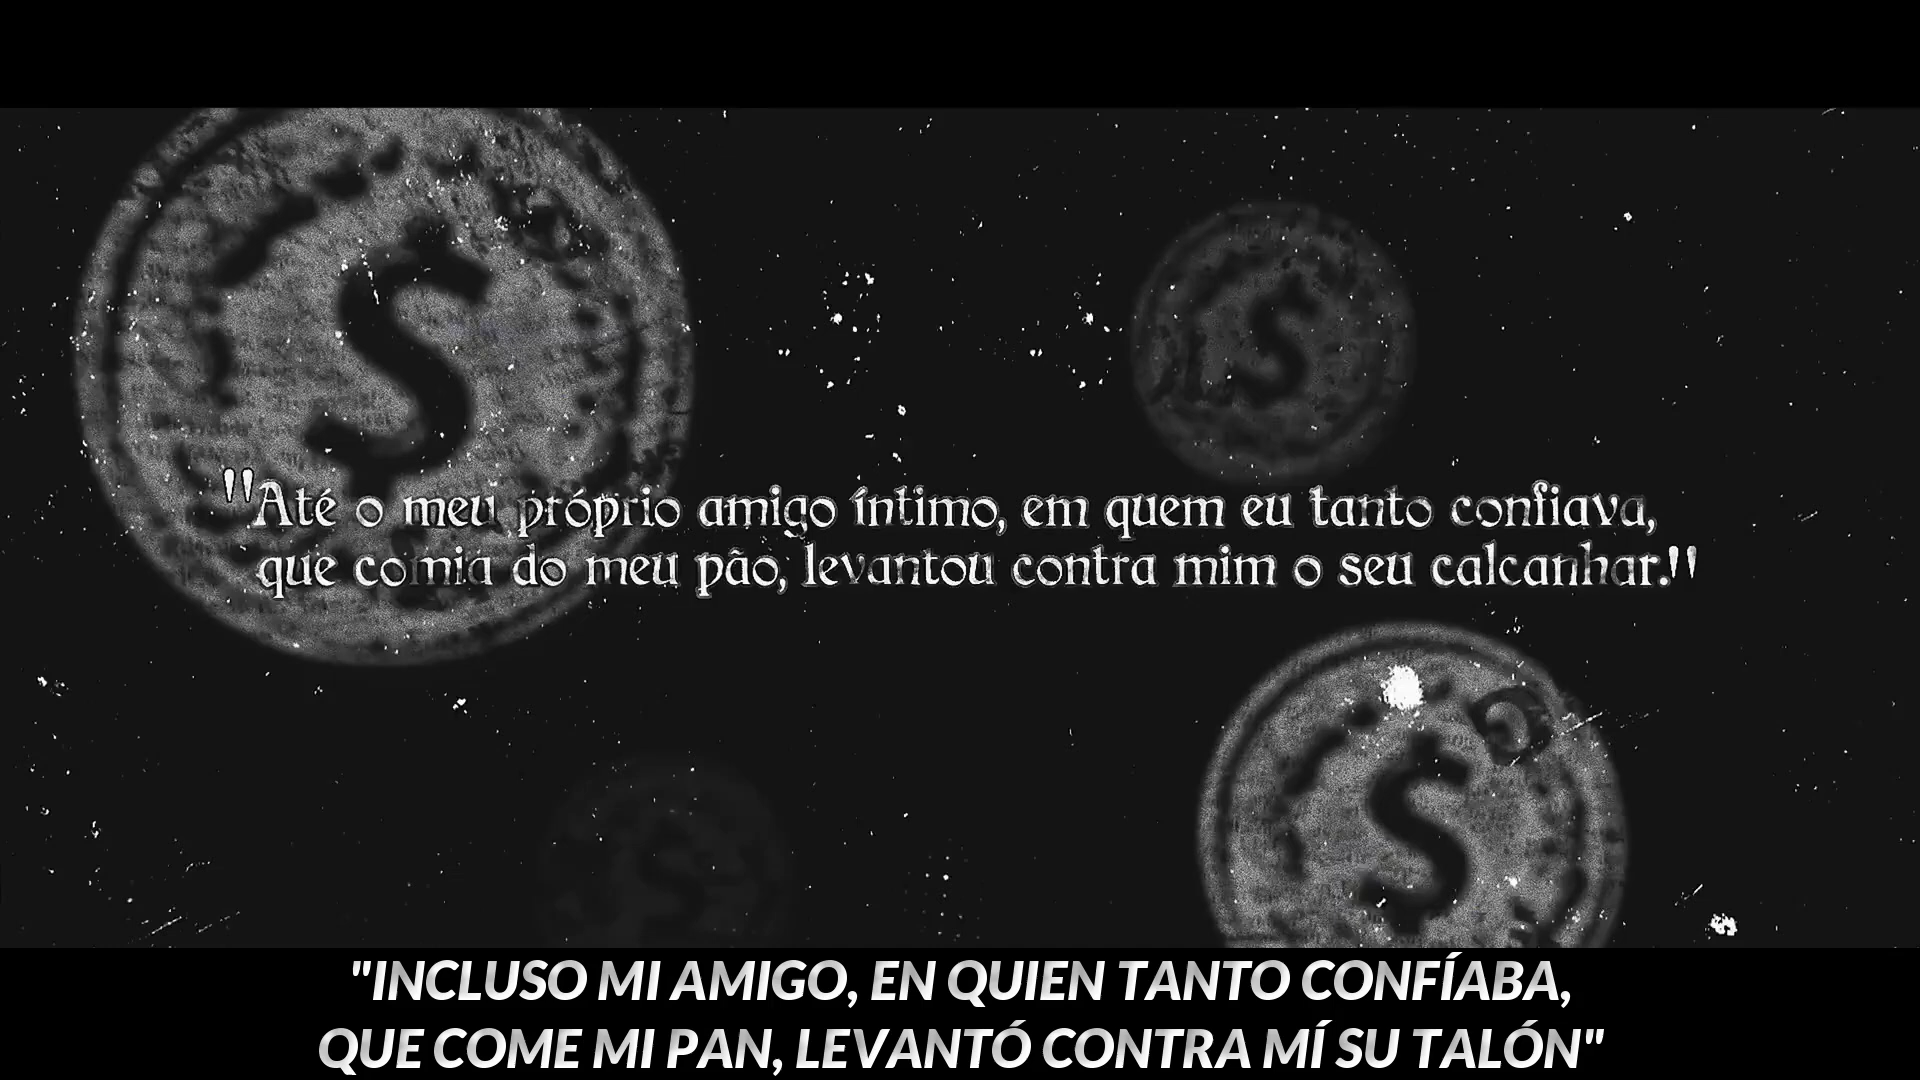 "Até o meu próprio amigo íntimo, em quem eu tanto confiava,
que comia do meu pão, levantou contra mim o seu calcanhar."
"INCLUSO MI AMIGO, EN QUIEN TANTO CONFÍABA,
QUE COME MI PAN, LEVANTÓ CONTRA MÍ SU TALÓN"